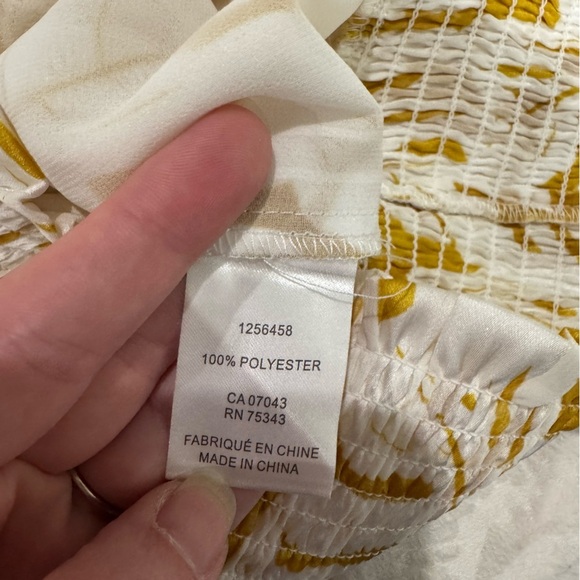 1256458
100% POLYESTER
CA 07043
RN 75343
FABRIQUÉ EN CHINE
MADE IN CHINA